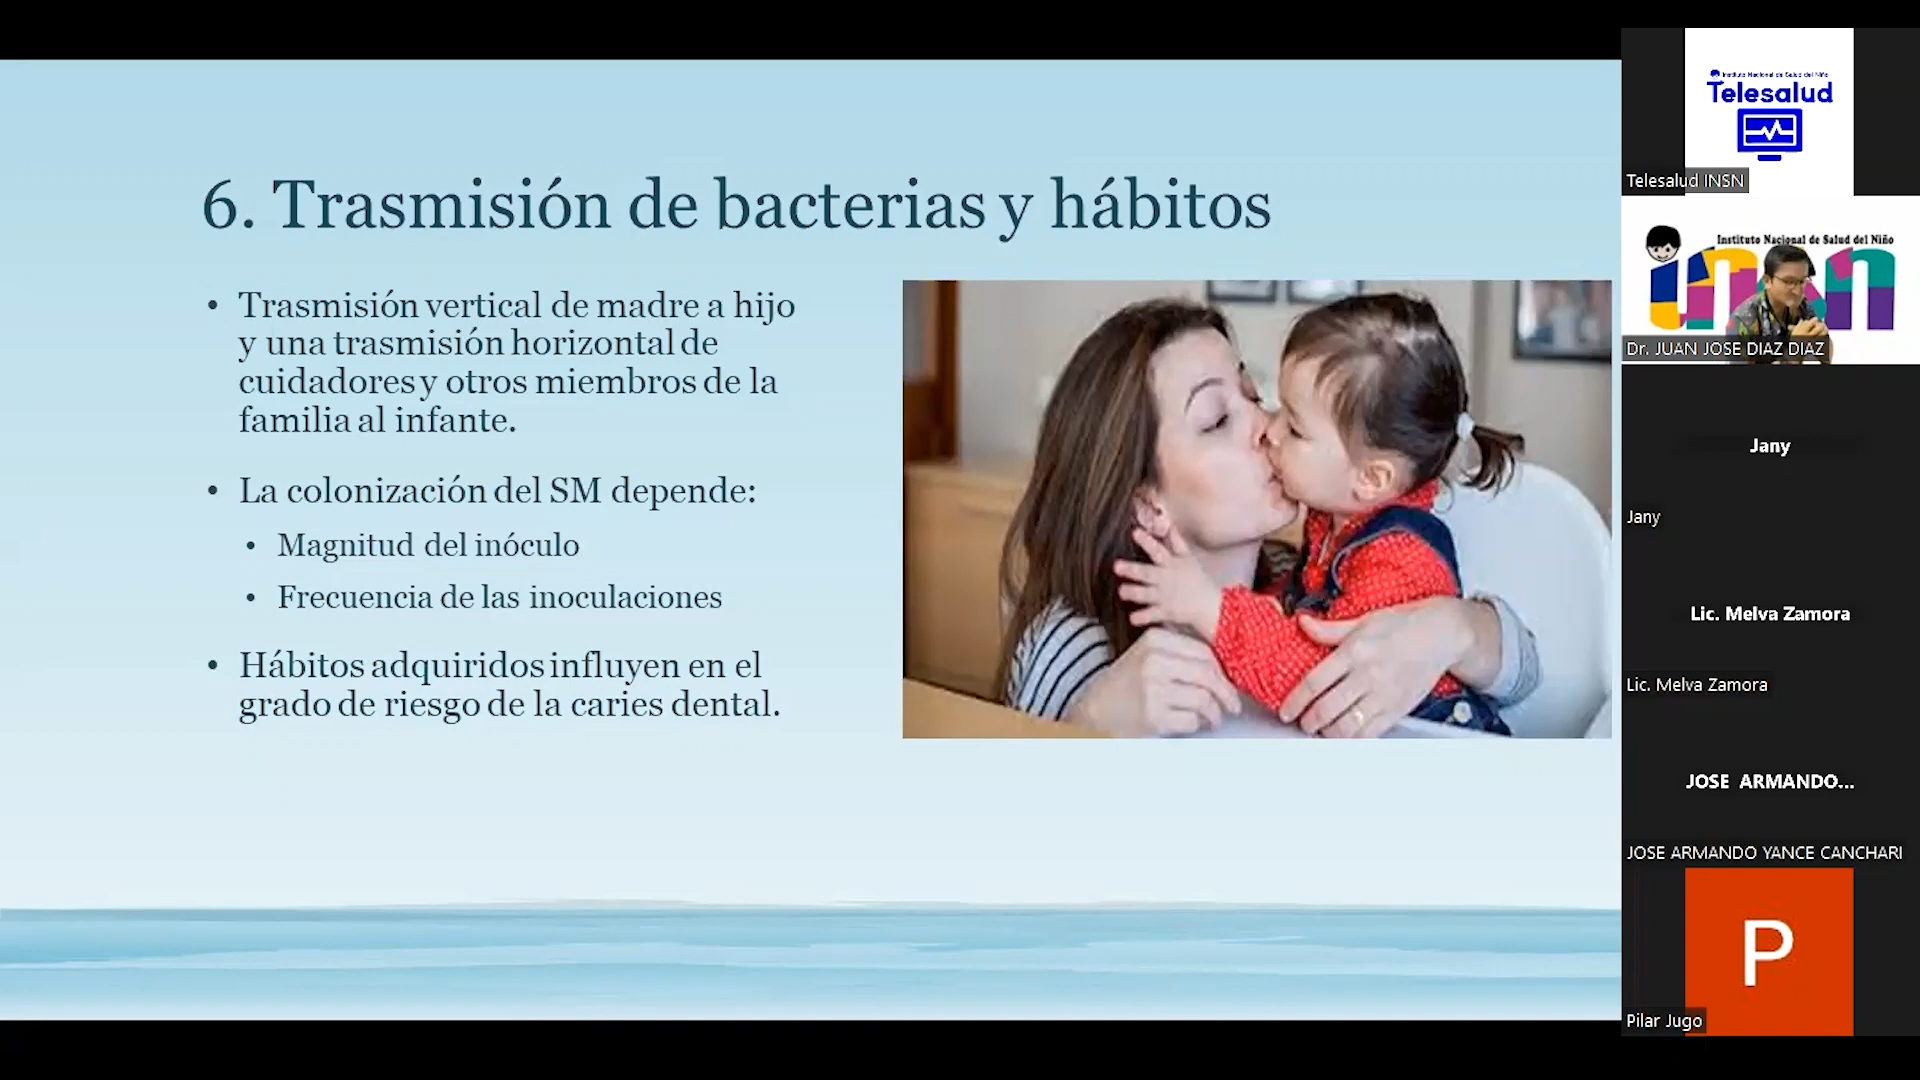 6. Trasmisión de bacterias y hábitos
• Trasmisión vertical de madre a hijo
y una trasmisión horizontal de
cuidadores y otros miembros de la
familia al infante.
• La colonización del SM depende:
• Magnitud del inóculo
• Frecuencia de las inoculaciones
• Hábitos adquiridos influyen en el
grado de riesgo de la caries dental.
Instituto Nacional de Salud del Niño
Telesalud
Telesalud INSN
Instituto Nacional de Salud del Niño
insn
Dr. JUAN JOSE DIAZ DIAZ
Jany
Jany
Lic. Melva Zamora
Lic. Melva Zamora
JOSE ARMANDO...
JOSE ARMANDO YANCE CANCHARI
P
Pilar Jugo